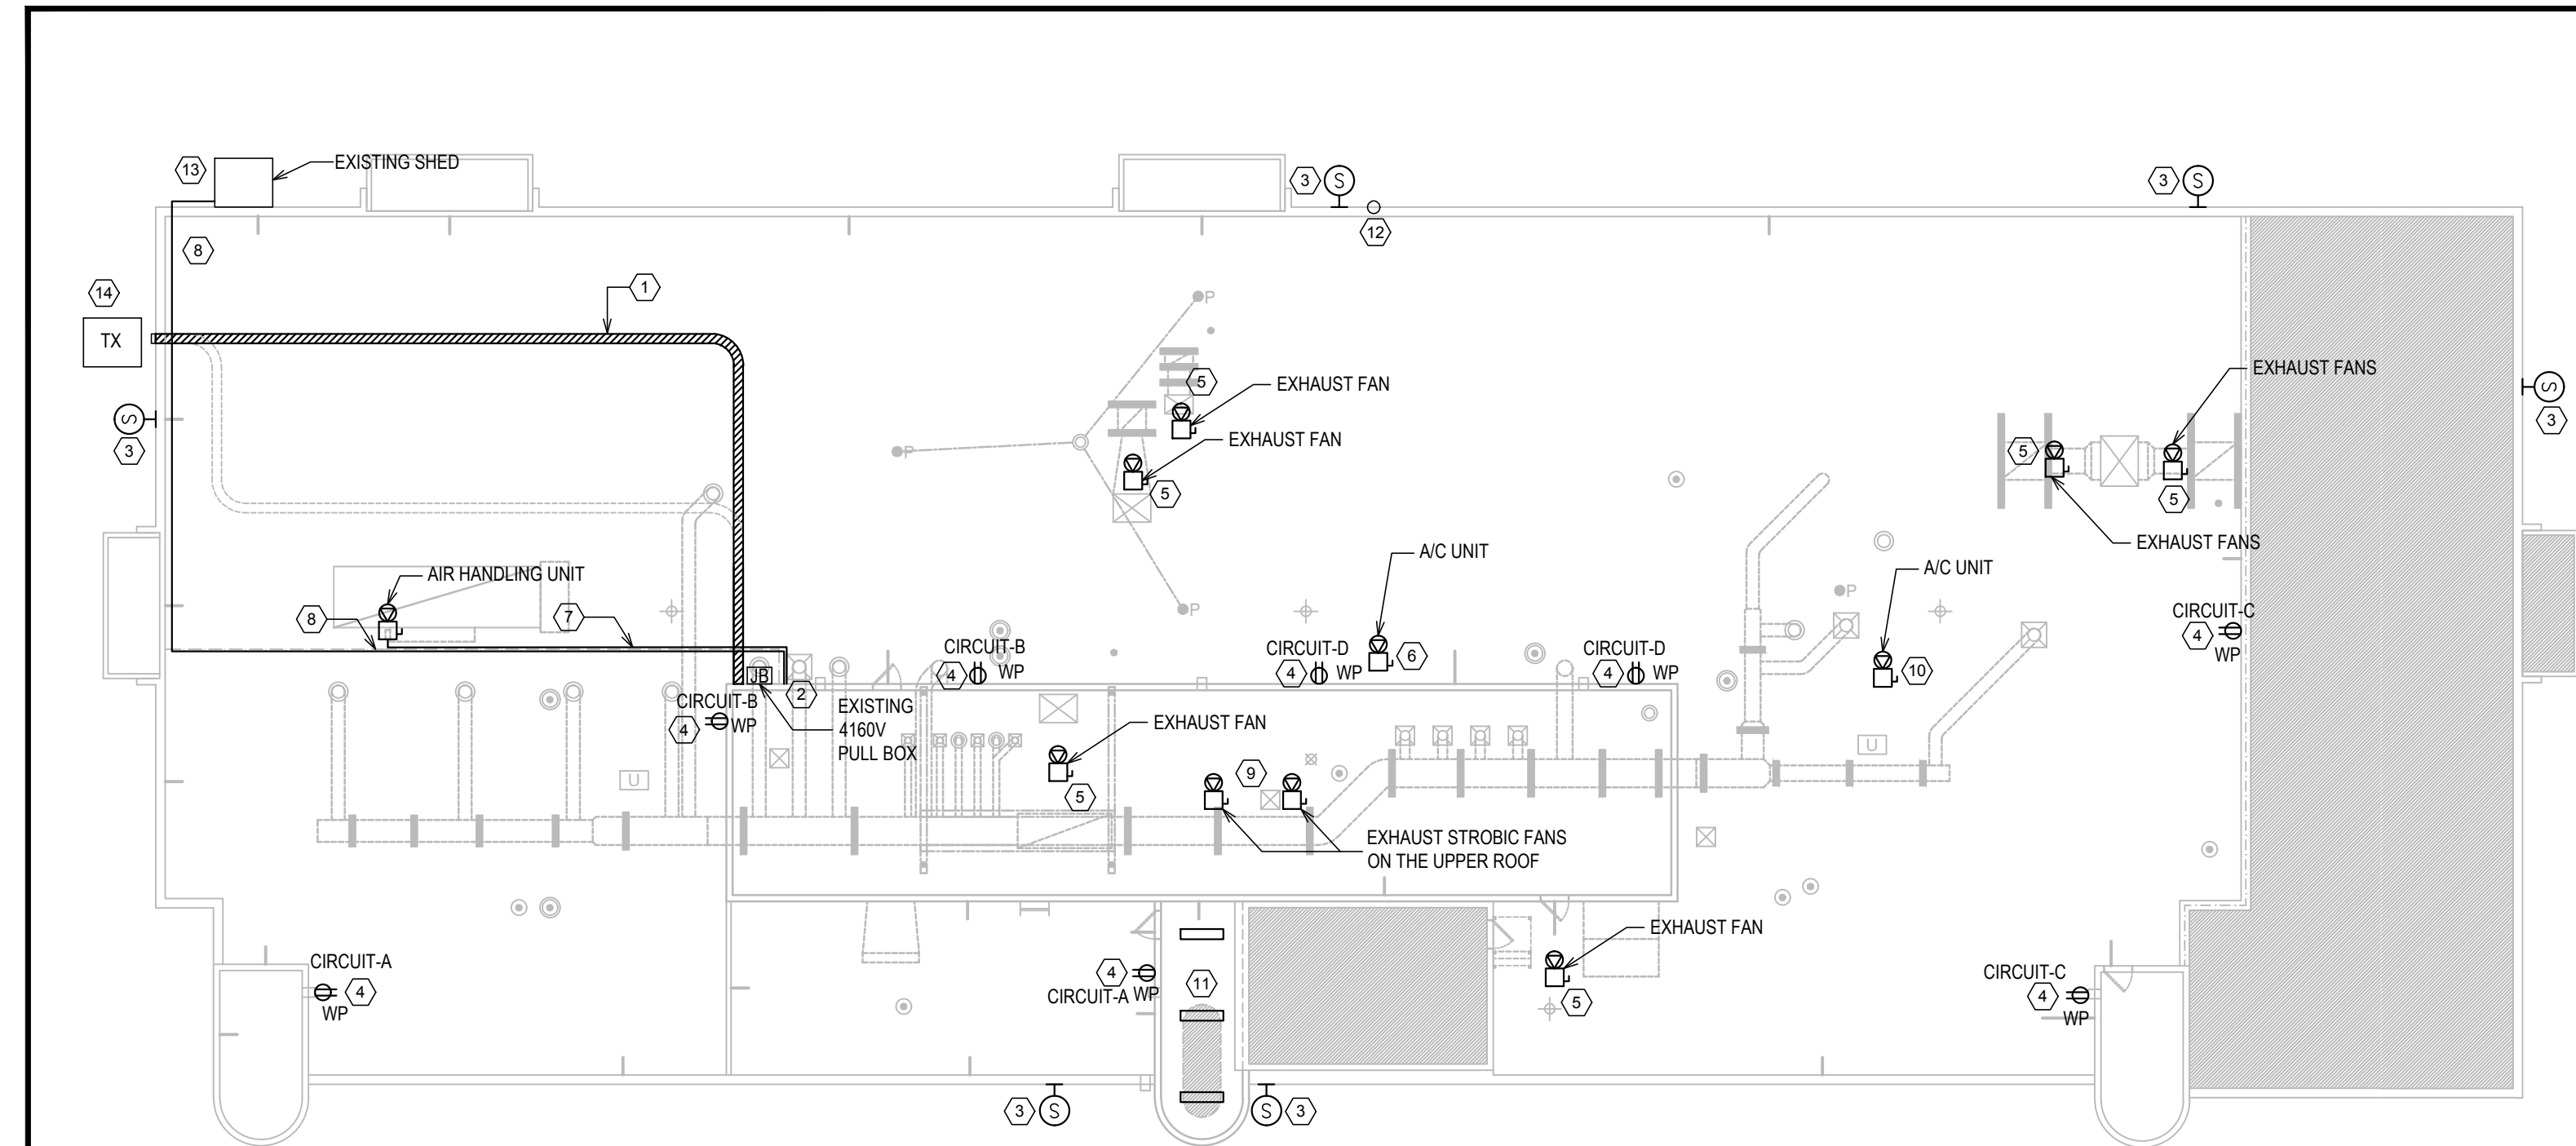 13
EXISTING SHED
3
S
12
3
S
8
14
TX
1
P
5
EXHAUST FAN
EXHAUST FANS
S
3
S
3
P
EXHAUST FAN
5
5
5
EXHAUST FANS
AIR HANDLING UNIT
8
7
P
A/C UNIT
6
P
A/C UNIT
10
CIRCUIT-C
4
WP
CIRCUIT-B
4
WP
CIRCUIT-D
4
WP
CIRCUIT-D
4
WP
JB
2
CIRCUIT-B
4
WP
EXISTING
4160V
PULL BOX
EXHAUST FAN
5
U
U
9
EXHAUST STROBIC FANS
ON THE UPPER ROOF
EXHAUST FAN
5
CIRCUIT-A
4
WP
4
CIRCUIT-A WP
11
CIRCUIT-C
4
WP
3
S
S
3